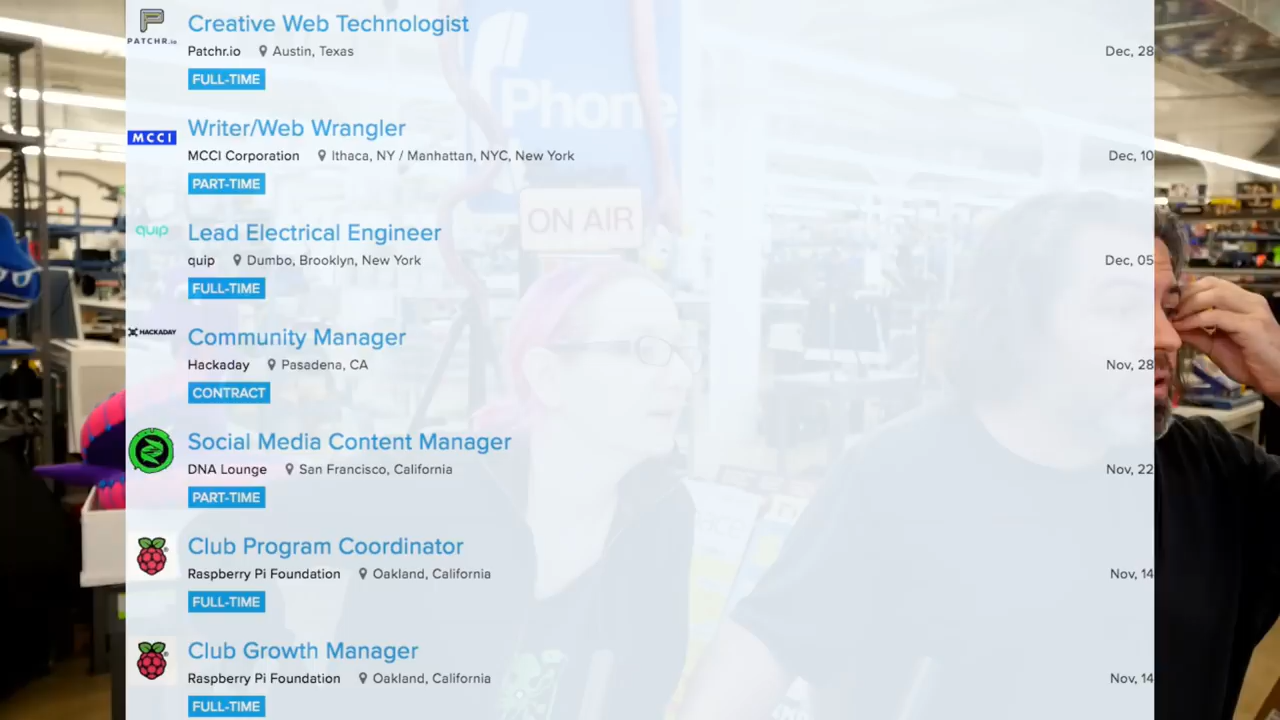 PATCHR.io
Creative Web Technologist
Patchr.io Austin, Texas
Dec, 28
FULL-TIME
Phone
MCCI
Writer/Web Wrangler
MCCI Corporation Ithaca, NY / Manhattan, NYC, New York
Dec, 10
PART-TIME
ON AIR
quip
Lead Electrical Engineer
quip Dumbo, Brooklyn, New York
Dec, 05
FULL-TIME
HACKADAY
Community Manager
Hackaday Pasadena, CA
Nov, 28
CONTRACT
Social Media Content Manager
DNA Lounge San Francisco, California
Nov, 22
PART-TIME
Club Program Coordinator
Raspberry Pi Foundation Oakland, California
Nov, 14
FULL-TIME
Club Growth Manager
Raspberry Pi Foundation Oakland, California
Nov, 14
FULL-TIME